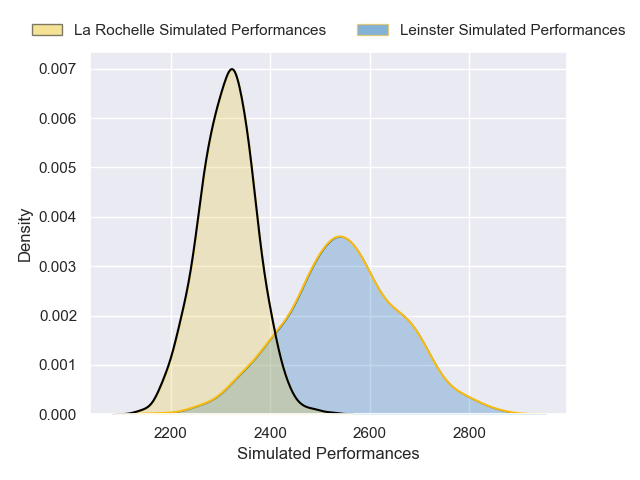 La Rochelle Simulated Performances
Leinster Simulated Performances
0.007
0.006
0.005
0.004
0.003
0.002
0.001
0.000
Density
2200 2400 2600 2800
Simulated Performances